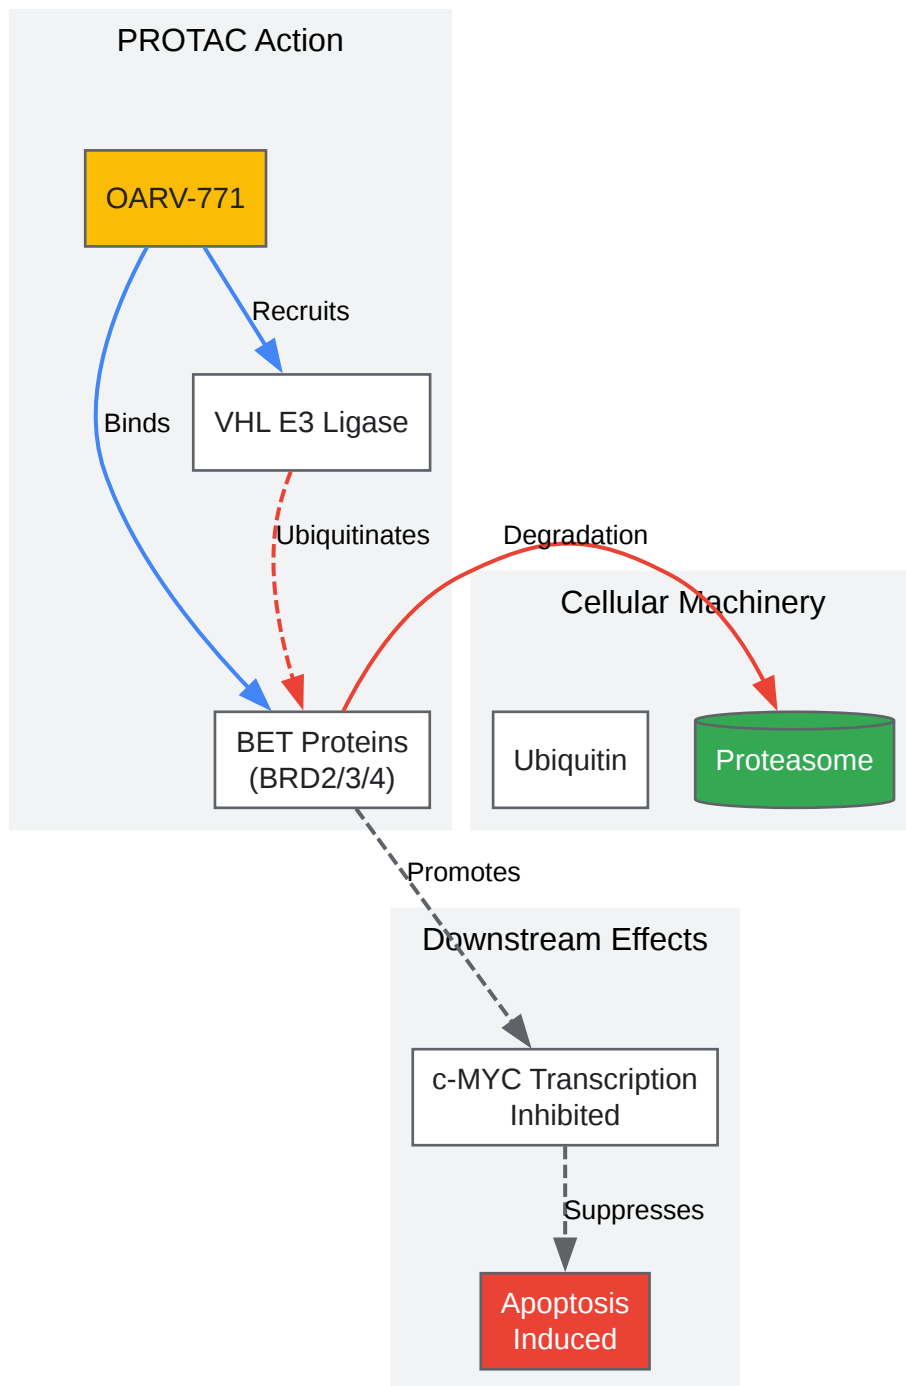 PROTAC Action
OARV-771
Recruits
VHL E3 Ligase
Binds
Ubiquitinates
Degradation
Cellular Machinery
BET Proteins
(BRD2/3/4)
Ubiquitin
Proteasome
Promotes
Downstream Effects
c-MYC Transcription
Inhibited
Suppresses
Apoptosis
Induced